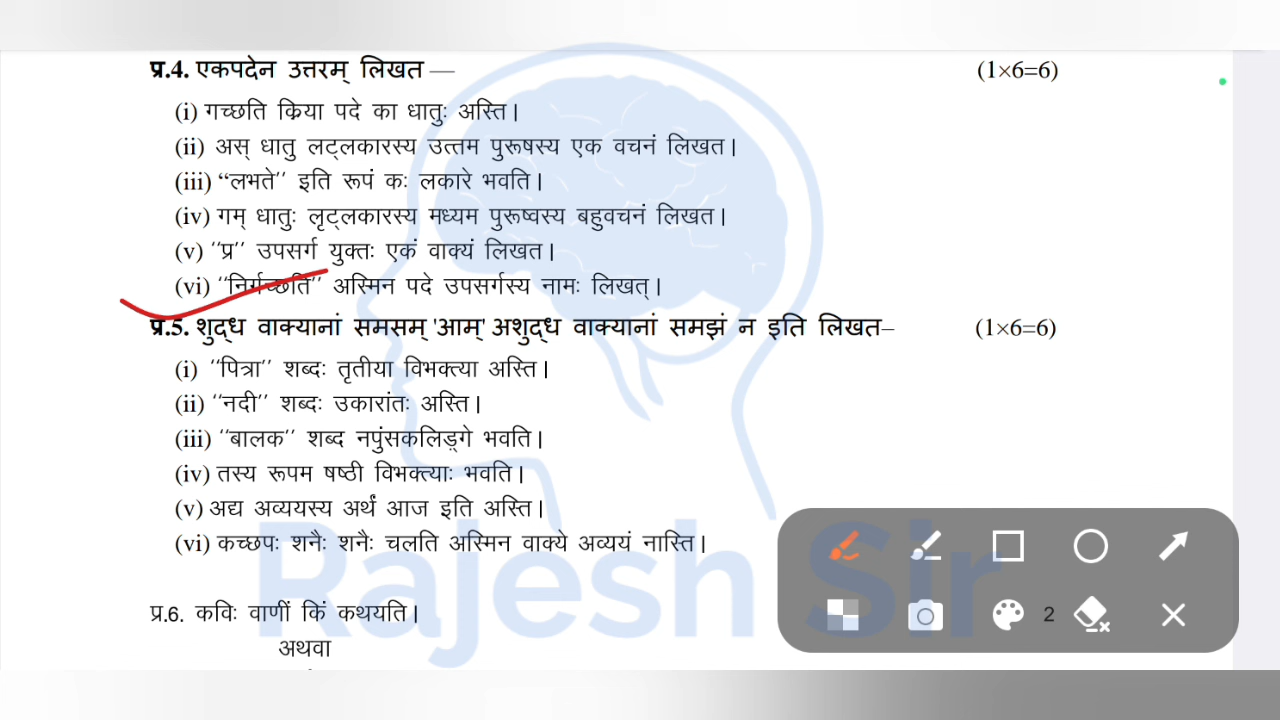 प्र.4. एकपदेन उत्तरम् लिखत — (1×6=6)
(i) गच्छति क्रिया पदे का धातुः अस्ति।
(ii) अस् धातु लट्लकारस्य उत्तम पुरूषस्य एक वचनं लिखत।
(iii) “लभते” इति रूपं कः लकारे भवति।
(iv) गम् धातुः लृट्लकारस्य मध्यम पुरूष्वस्य बहुवचनं लिखत।
(v) “प्र” उपसर्ग युक्तः एकं वाक्यं लिखत।
(vi) “निर्गच्छति” अस्मिन पदे उपसर्गस्य नामः लिखत्।
प्र.5. शुद्ध वाक्यानां समसम् 'आम्' अशुद्ध वाक्यानां समझं न इति लिखत– (1×6=6)
(i) “पित्रा” शब्दः तृतीया विभक्त्या अस्ति।
(ii) “नदी” शब्दः उकारांतः अस्ति।
(iii) “बालक” शब्द नपुंसकलिङ्गे भवति।
(iv) तस्य रूपम षष्ठी विभक्त्याः भवति।
(v) अद्य अव्ययस्य अर्थं आज इति अस्ति।
(vi) कच्छपः शनैः शनैः चलति अस्मिन वाक्ये अव्ययं नास्ति।
प्र.6. कविः वाणीं किं कथयति।
अथवा
Rajesh Sir
2